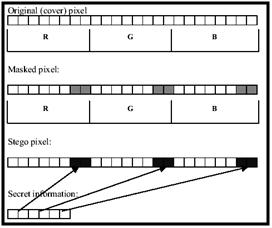 Original (cover) pixel
R G B
Masked pixel:
R G B
Stego pixel:
Secret information: